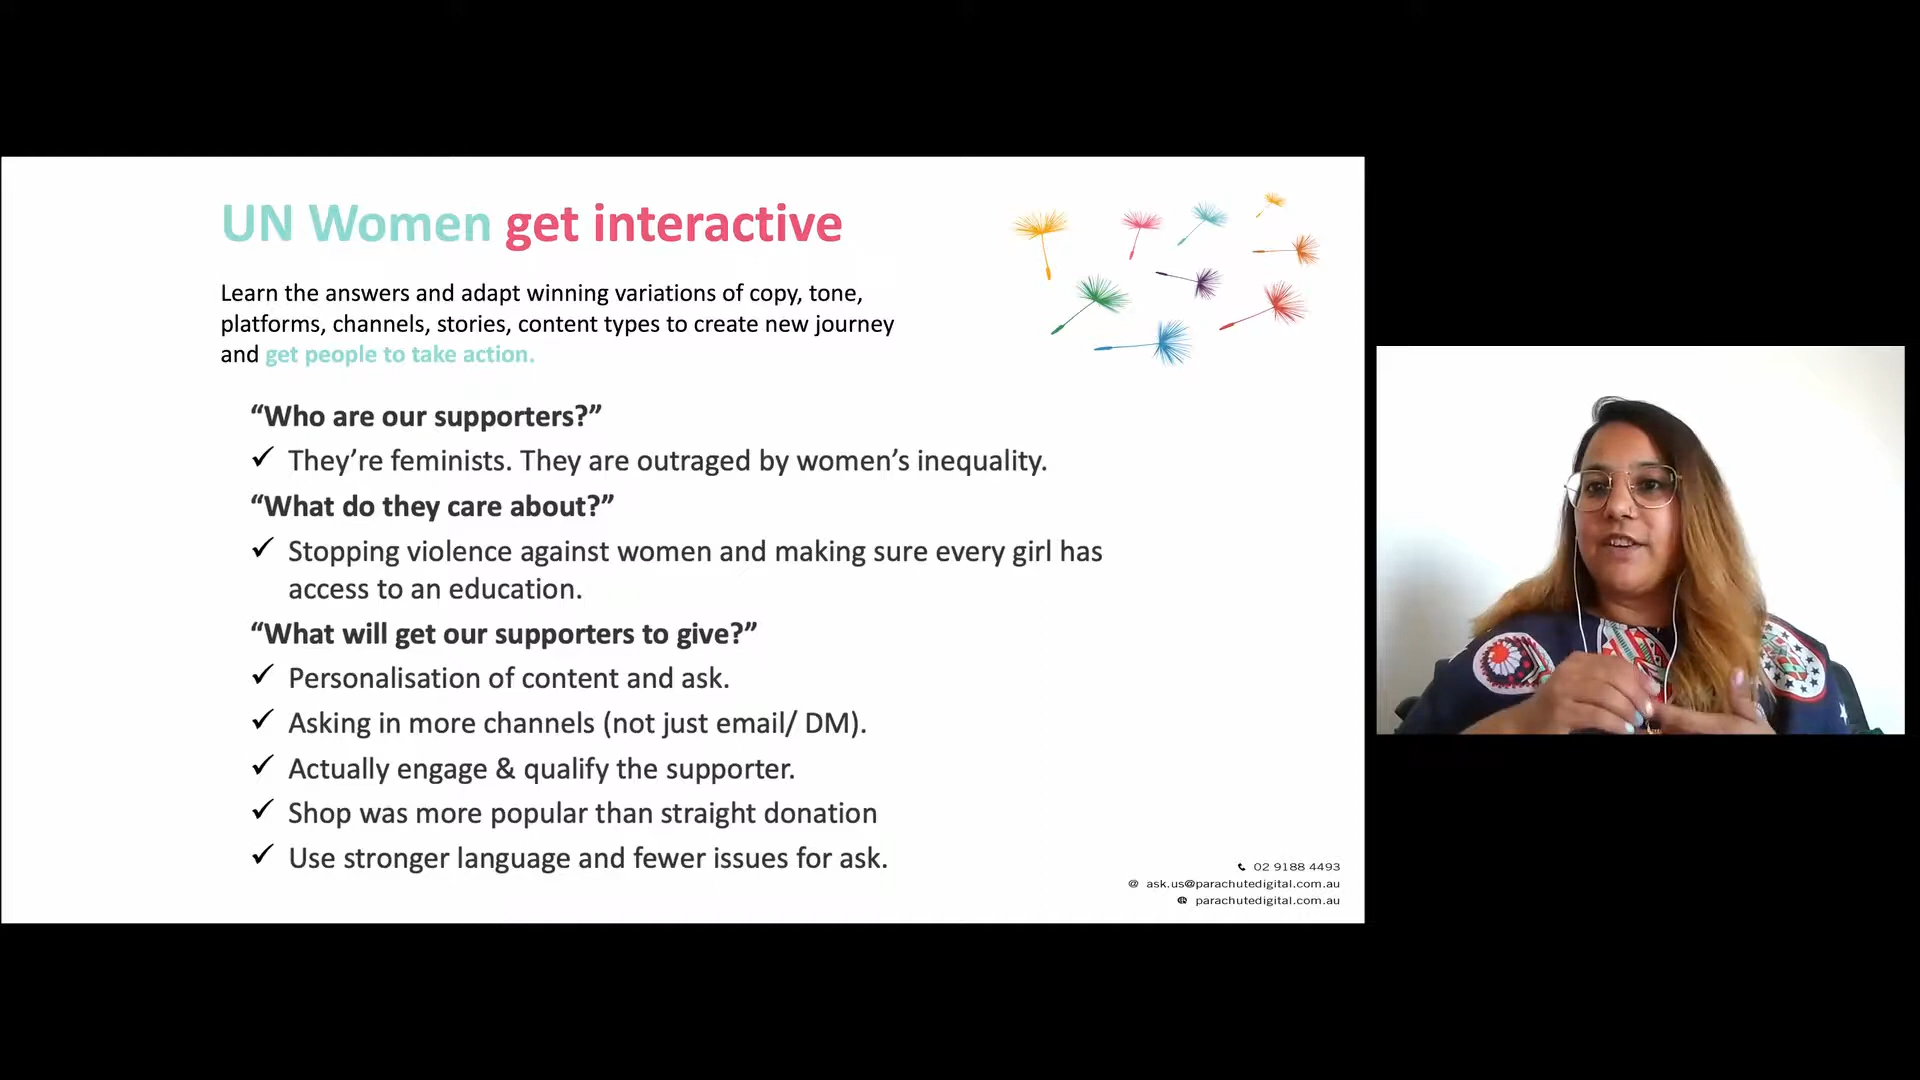 UN Women get interactive
Learn the answers and adapt winning variations of copy, tone,
platforms, channels, stories, content types to create new journey
and get people to take action.
“Who are our supporters?”
✓ They’re feminists. They are outraged by women’s inequality.
“What do they care about?”
✓ Stopping violence against women and making sure every girl has
access to an education.
“What will get our supporters to give?”
✓ Personalisation of content and ask.
✓ Asking in more channels (not just email/ DM).
✓ Actually engage & qualify the supporter.
✓ Shop was more popular than straight donation
✓ Use stronger language and fewer issues for ask.
02 9188 4493
@ ask.us@parachutedigital.com.au
parachutedigital.com.au